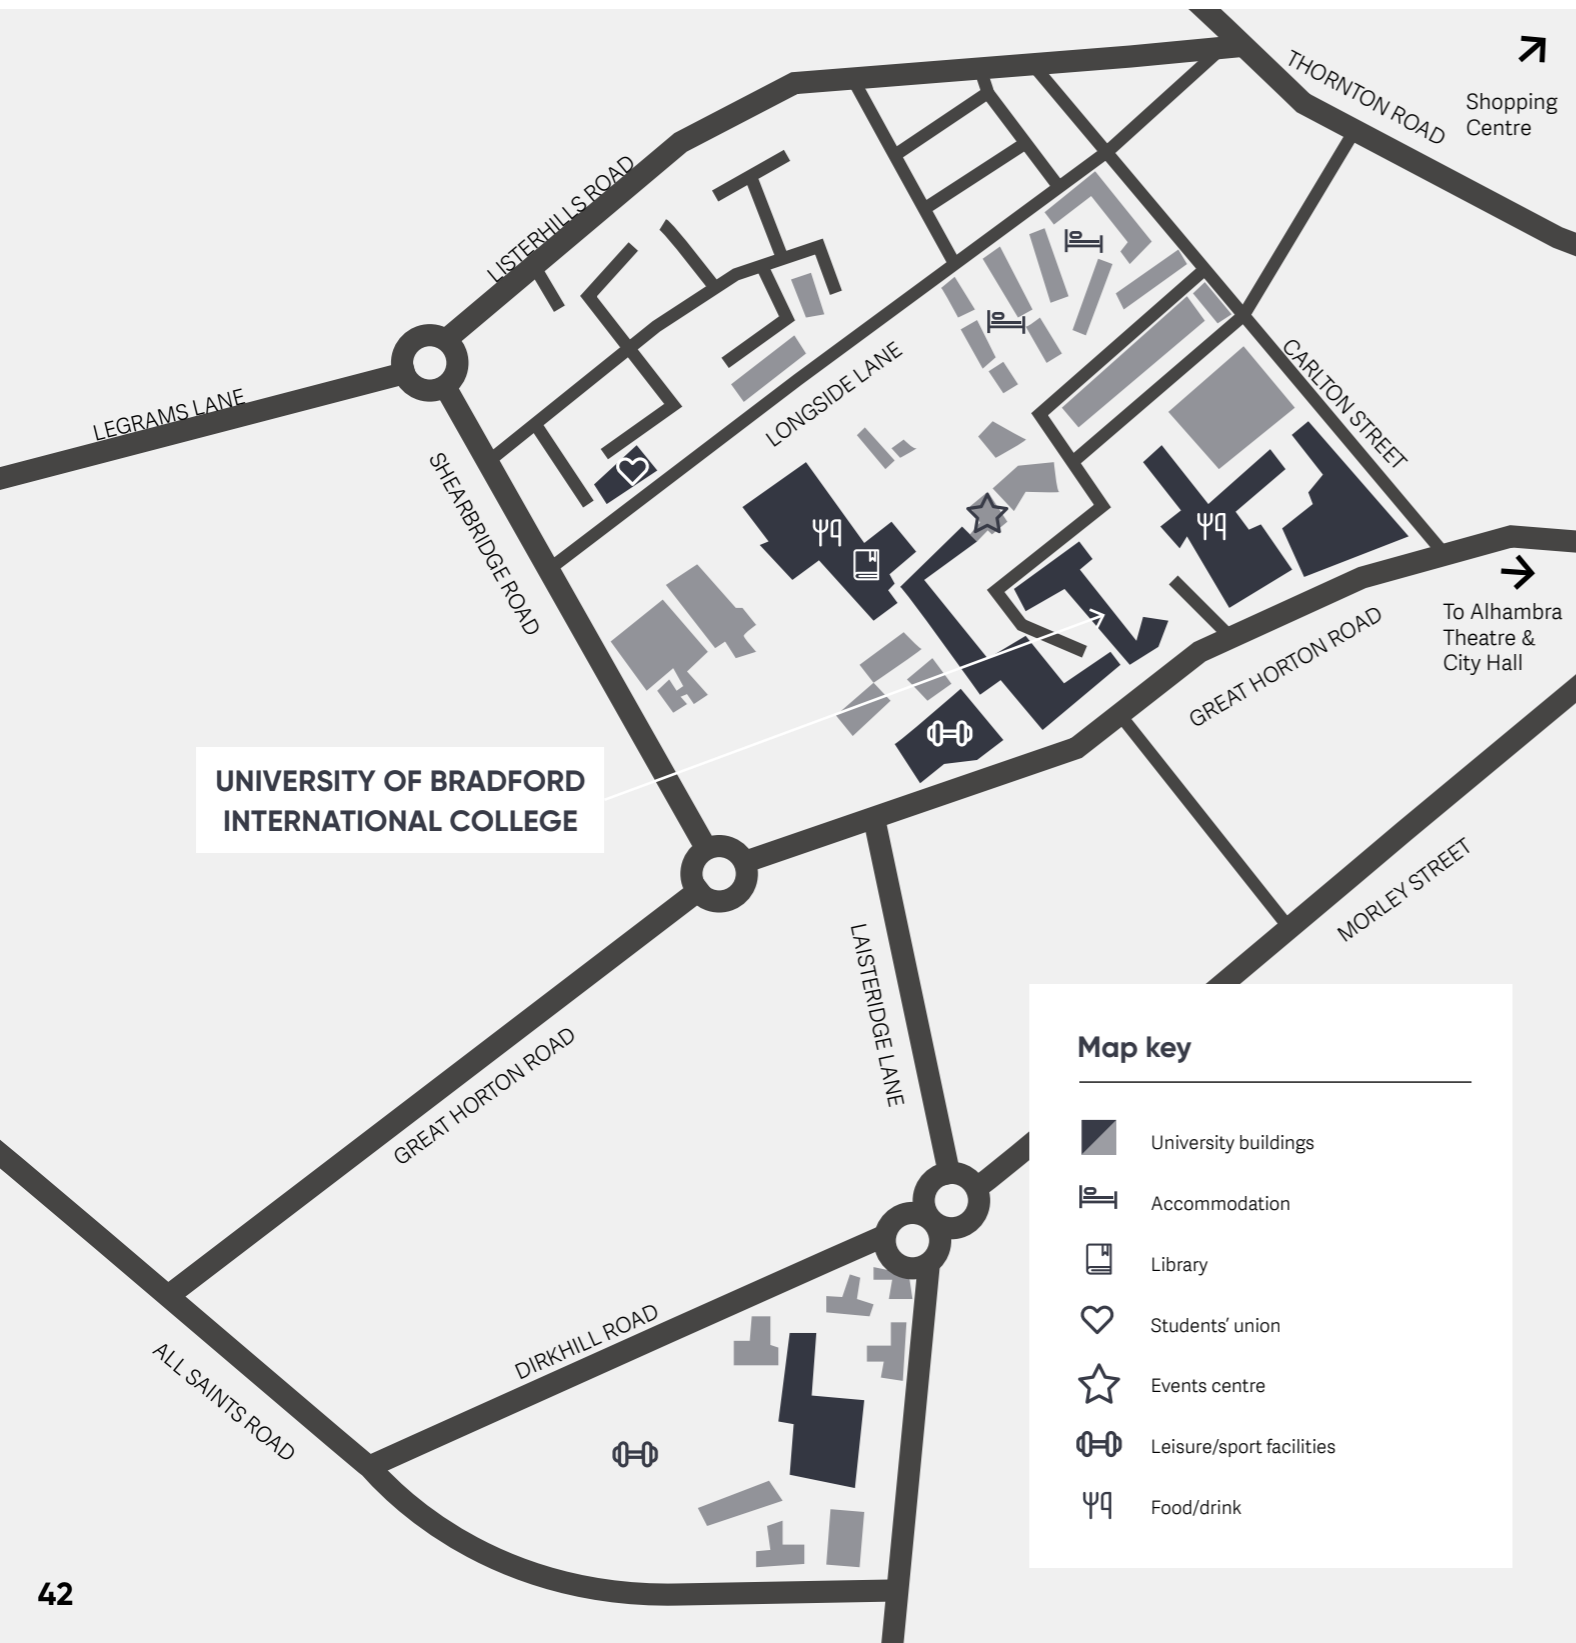 THORNTON ROAD
Shopping
Centre
LISTERHILLS ROAD
LEGRAMS LANE
LONGSIDE LANE
CARLTON STREET
SHEARBRIDGE ROAD
To Alhambra
Theatre &
City Hall
GREAT HORTON ROAD
UNIVERSITY OF BRADFORD
INTERNATIONAL COLLEGE
MORLEY STREET
LAISTERIDGE LANE
GREAT HORTON ROAD
DIRKHILL ROAD
ALL SAINTS ROAD
Map key
University buildings
Accommodation
Library
Students’ union
Events centre
Leisure/sport facilities
Food/drink
42